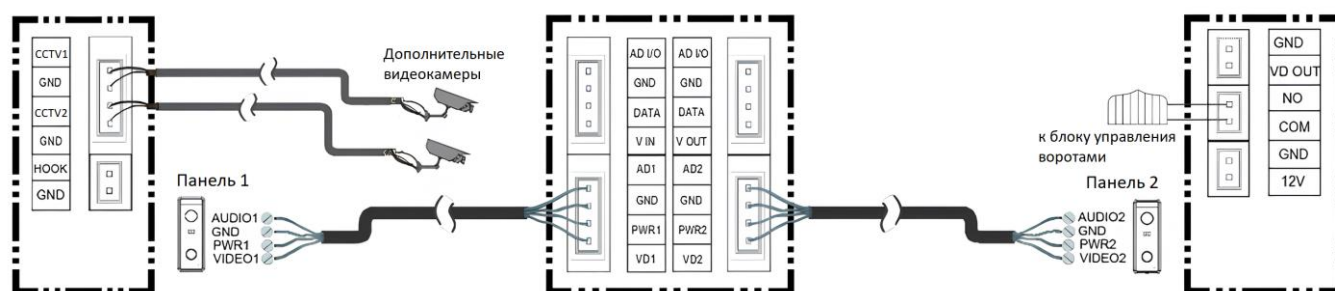 CCTV1
GND
CCTV2
GND
HOOK
GND
Дополнительные
видеокамеры
Панель 1
AUDIO1
GND
PWR1
VIDEO1
AD I/O AD I/O
GND GND
DATA DATA
V IN V OUT
AD1 AD2
GND GND
PWR1 PWR2
VD1 VD2
к блоку управления
воротами
Панель 2
AUDIO2
GND
PWR2
VIDEO2
GND
VD OUT
NO
COM
GND
12V